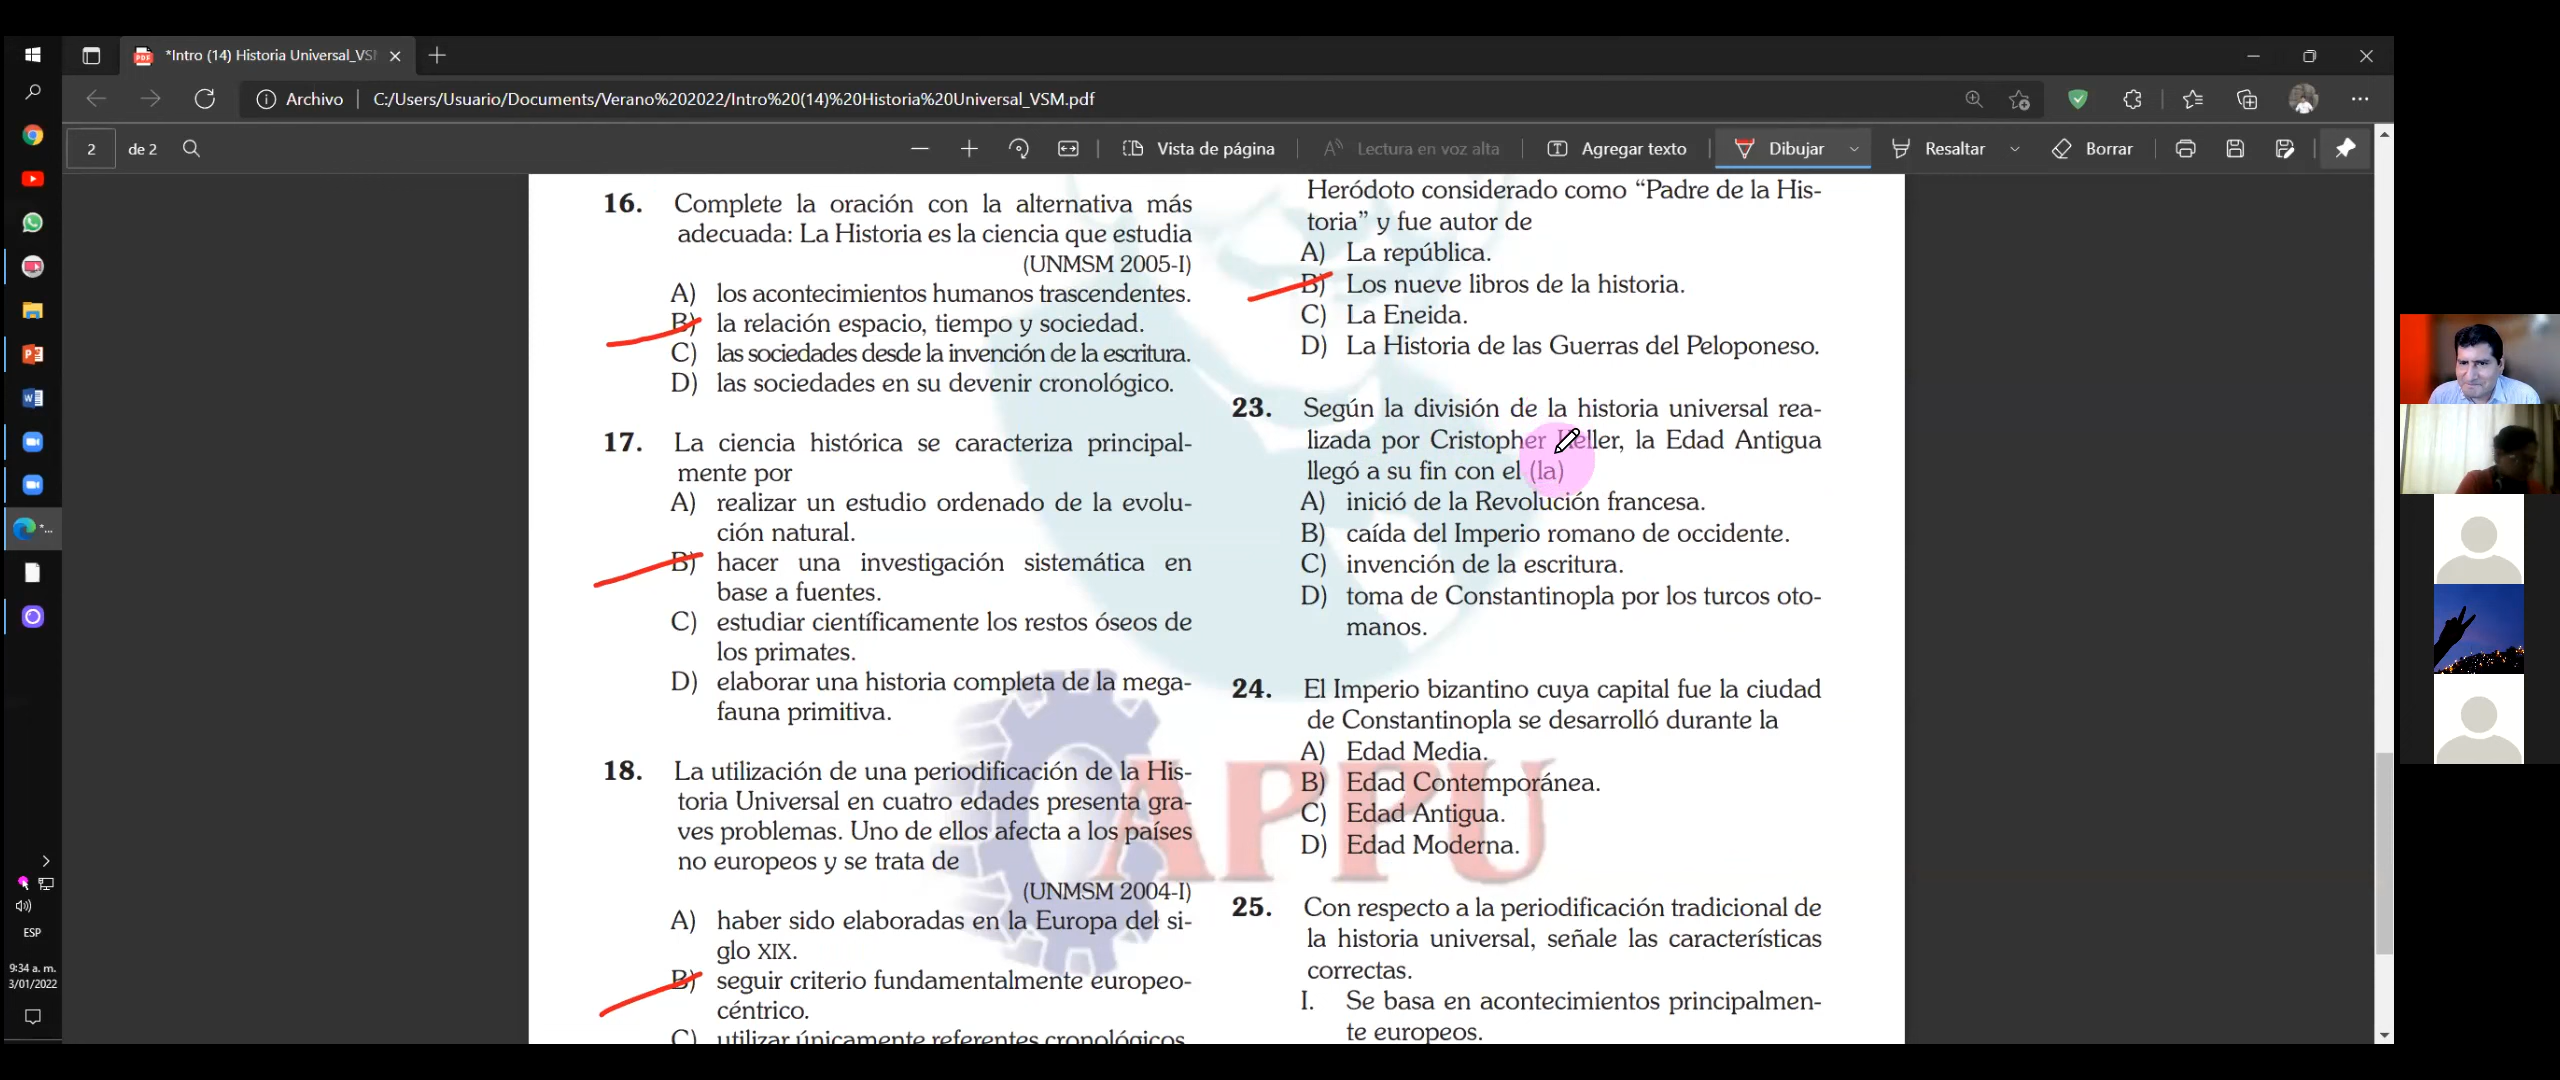 *Intro (14) Historia Universal_VSM
Archivo
C:/Users/Usuario/Documents/Verano%202022/Intro%20(14)%20Historia%20Universal_VSM.pdf
2 de 2
Vista de página
Lectura en voz alta
Agregar texto
Dibujar
Resaltar
Borrar
16. Complete la oración con la alternativa más
adecuada: La Historia es la ciencia que estudia
(UNMSM 2005-I)
A) los acontecimientos humanos trascendentes.
B) la relación espacio, tiempo y sociedad.
C) las sociedades desde la invención de la escritura.
D) las sociedades en su devenir cronológico.
17. La ciencia histórica se caracteriza principal-
mente por
A) realizar un estudio ordenado de la evolu-
ción natural.
B) hacer una investigación sistemática en
base a fuentes.
C) estudiar científicamente los restos óseos de
los primates.
D) elaborar una historia completa de la mega-
fauna primitiva.
18. La utilización de una periodificación de la His-
toria Universal en cuatro edades presenta gra-
ves problemas. Uno de ellos afecta a los países
no europeos y se trata de
(UNMSM 2004-I)
A) haber sido elaboradas en la Europa del si-
glo XIX.
B) seguir criterio fundamentalmente europeo-
céntrico.
C) utilizar únicamente referentes cronológicos
Heródoto considerado como “Padre de la His-
toria” y fue autor de
A) La república.
B) Los nueve libros de la historia.
C) La Eneida.
D) La Historia de las Guerras del Peloponeso.
23. Según la división de la historia universal rea-
lizada por Cristopher Keller, la Edad Antigua
llegó a su fin con el (la)
A) inició de la Revolución francesa.
B) caída del Imperio romano de occidente.
C) invención de la escritura.
D) toma de Constantinopla por los turcos oto-
manos.
24. El Imperio bizantino cuya capital fue la ciudad
de Constantinopla se desarrolló durante la
A) Edad Media.
B) Edad Contemporánea.
C) Edad Antigua.
D) Edad Moderna.
25. Con respecto a la periodificación tradicional de
la historia universal, señale las características
correctas.
I. Se basa en acontecimientos principalmen-
te europeos.
APPU
ESP
9:34 a. m.
3/01/2022